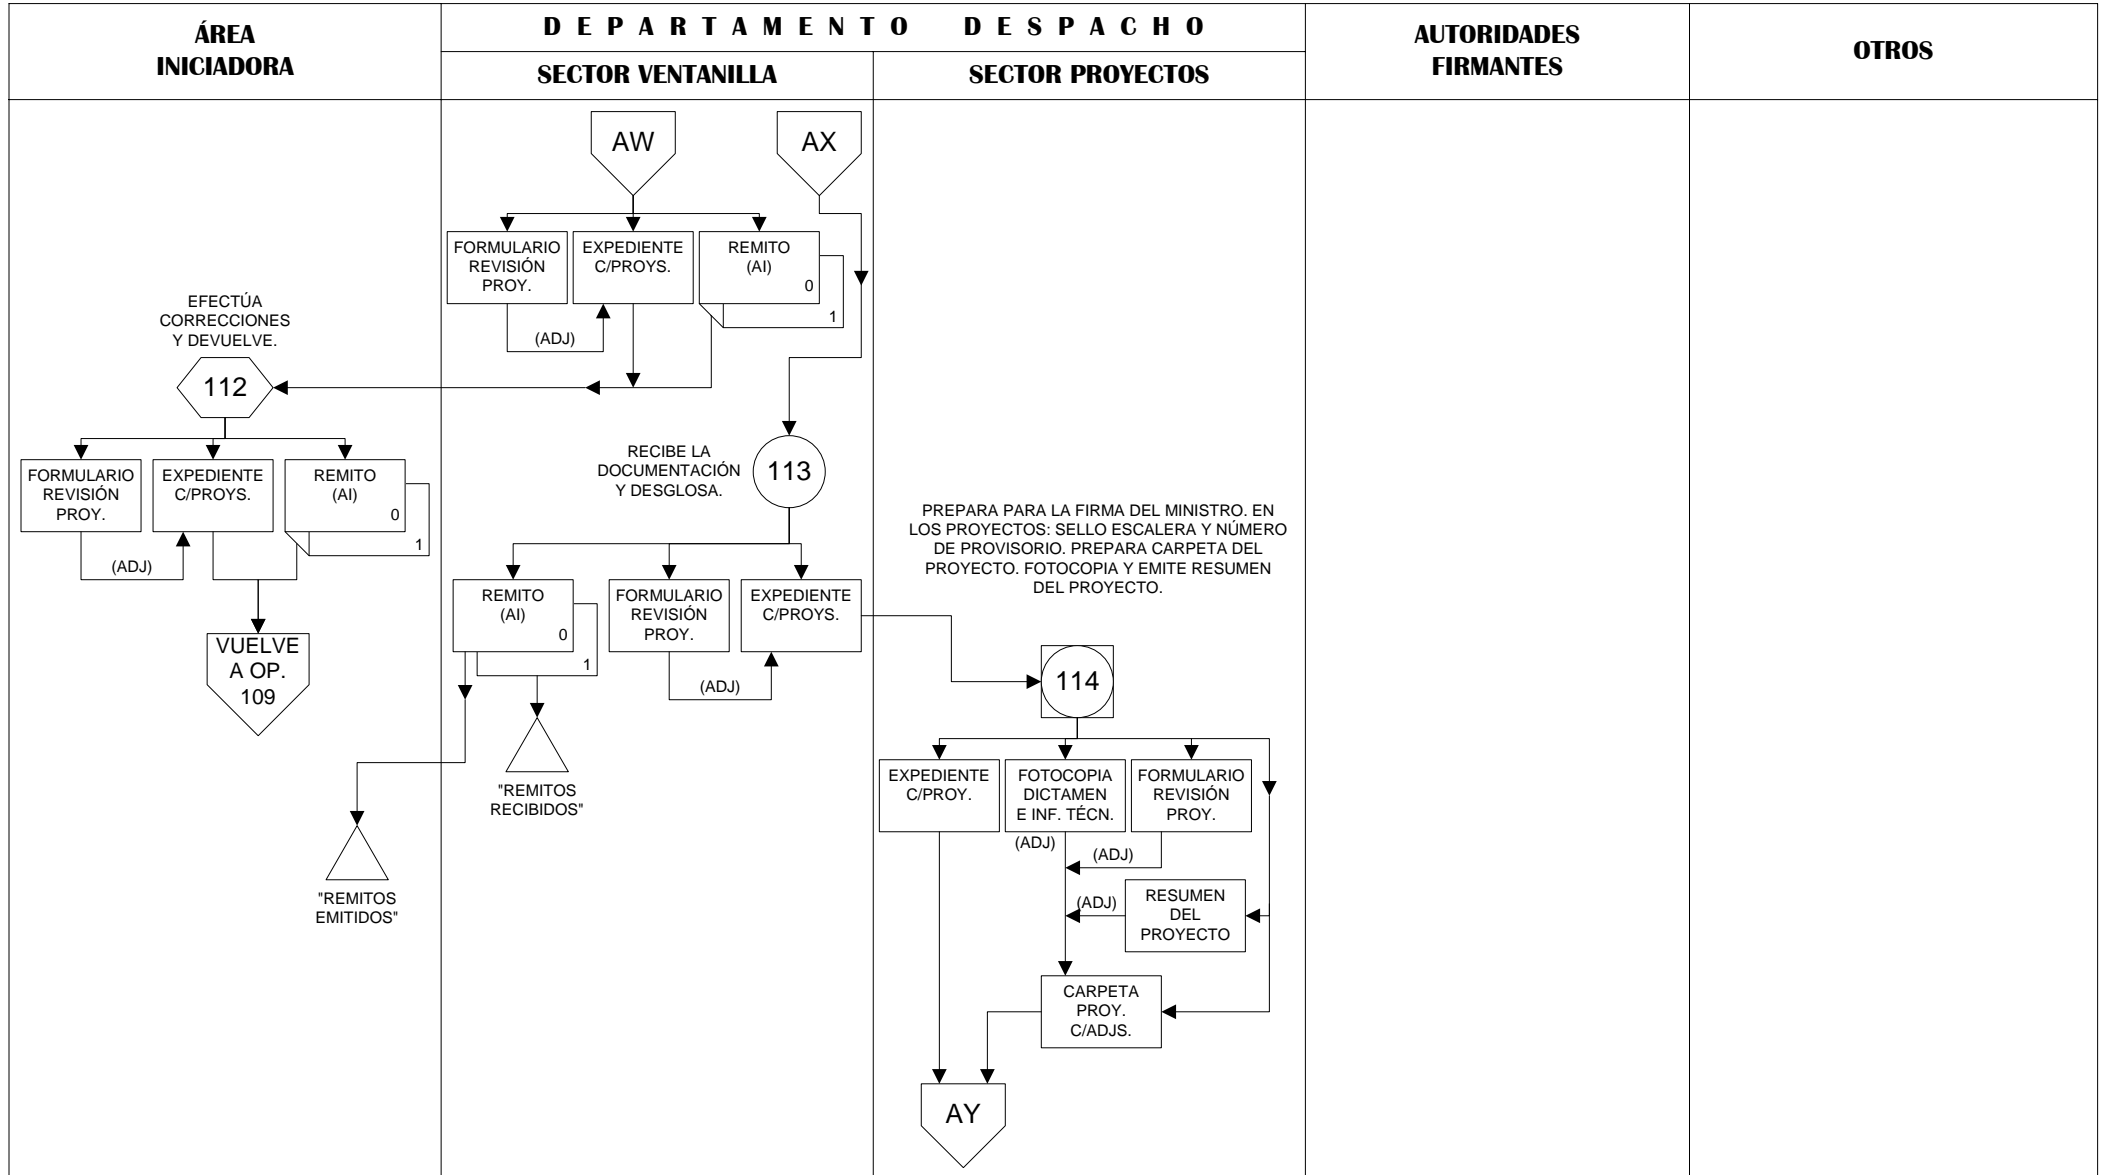 ÁREA
INICIADORA
DEPARTAMENTO DESPACHO
SECTOR VENTANILLA
SECTOR PROYECTOS
AUTORIDADES
FIRMANTES
OTROS
AW
AX
FORMULARIO
REVISIÓN
PROY.
EXPEDIENTE
C/PROYS.
REMITO
(AI)
0
1
(ADJ)
EFECTÚA
CORRECCIONES
Y DEVUELVE.
112
FORMULARIO
REVISIÓN
PROY.
EXPEDIENTE
C/PROYS.
REMITO
(AI)
0
1
(ADJ)
VUELVE
A OP.
109
RECIBE LA
DOCUMENTACIÓN
Y DESGLOSA.
113
REMITO
(AI)
0
1
FORMULARIO
REVISIÓN
PROY.
EXPEDIENTE
C/PROYS.
(ADJ)
"REMITOS
RECIBIDOS"
"REMITOS
EMITIDOS"
PREPARA PARA LA FIRMA DEL MINISTRO. EN
LOS PROYECTOS: SELLO ESCALERA Y NÚMERO
DE PROVISORIO. PREPARA CARPETA DEL
PROYECTO. FOTOCOPIA Y EMITE RESUMEN
DEL PROYECTO.
114
EXPEDIENTE
C/PROY.
FOTOCOPIA
DICTAMEN
E INF. TÉCN.
FORMULARIO
REVISIÓN
PROY.
(ADJ)
(ADJ)
(ADJ)
RESUMEN
DEL
PROYECTO
CARPETA
PROY.
C/ADJS.
AY